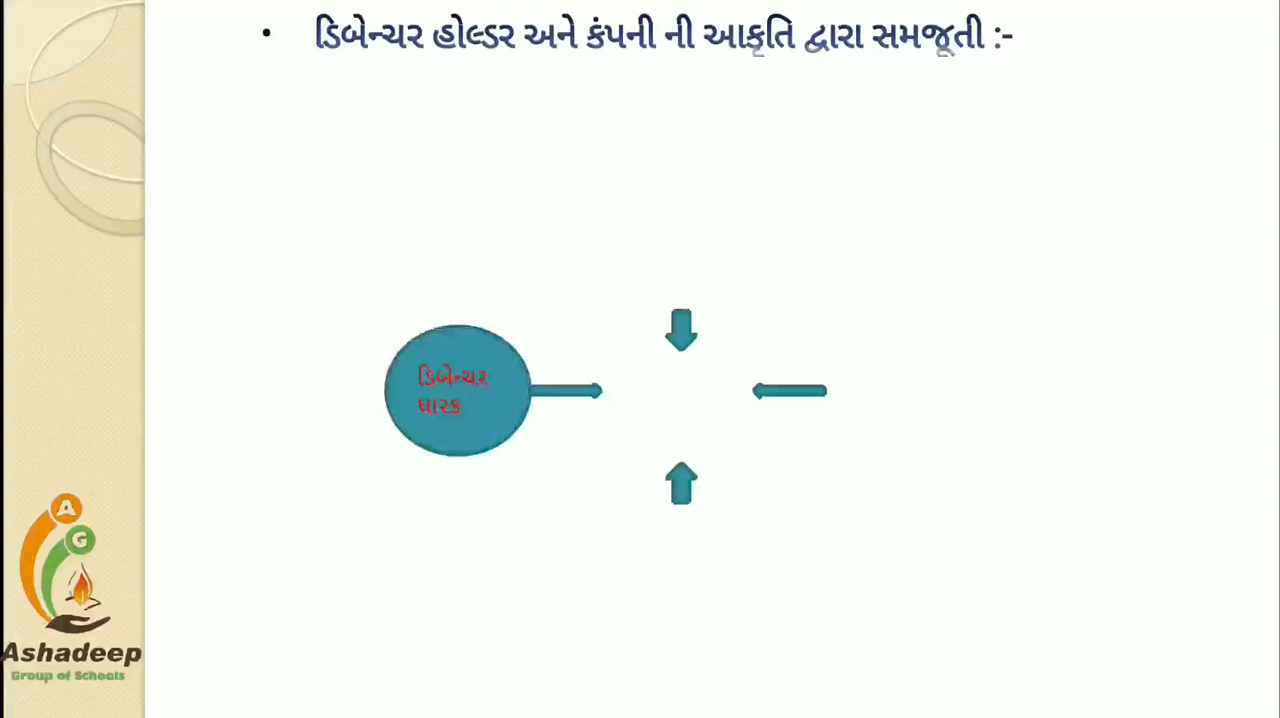 • ડિબેન્ચર હોલ્ડર અને કંપની ની આકૃતિ દ્વારા સમજૂતી :-
ડિબેન્ચર
ધારક
A
G
Ashadeep
Group of Schools